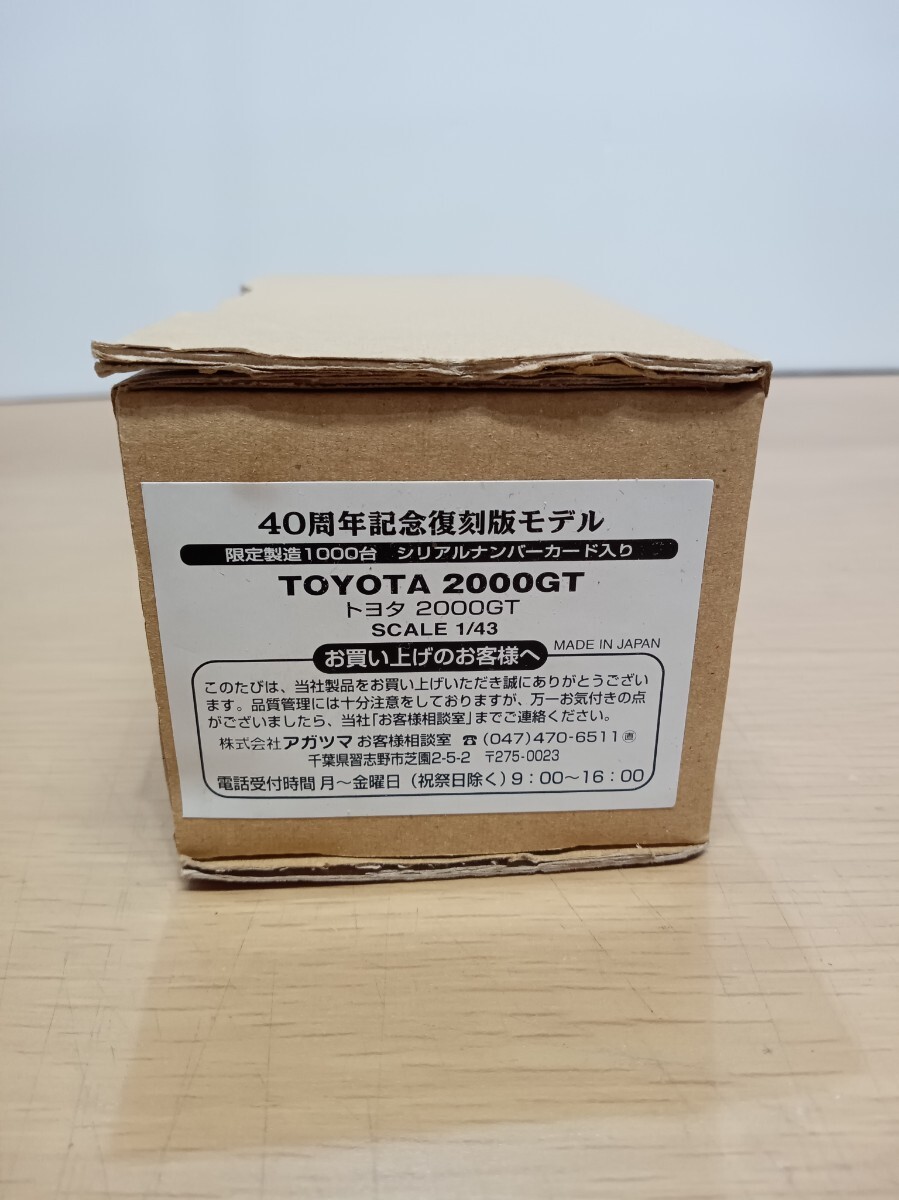 40周年記念復刻版モデル
限定製造1000台 シリアルナンバーカード入り
TOYOTA 2000GT
トヨタ 2000GT
SCALE 1/43
MADE IN JAPAN
お買い上げのお客様へ
このたびは、当社製品をお買い上げいただき誠にありがとうござい
ます。品質管理には十分注意をしておりますが、万一お気付きの点
がございましたら、当社「お客様相談室」までご連絡ください。
株式会社アガツマ お客様相談室 ☎(047)470-6511㊟
千葉県習志野市芝園2-5-2 〒275-0023
電話受付時間 月〜金曜日(祝祭日除く)9:00〜16:00